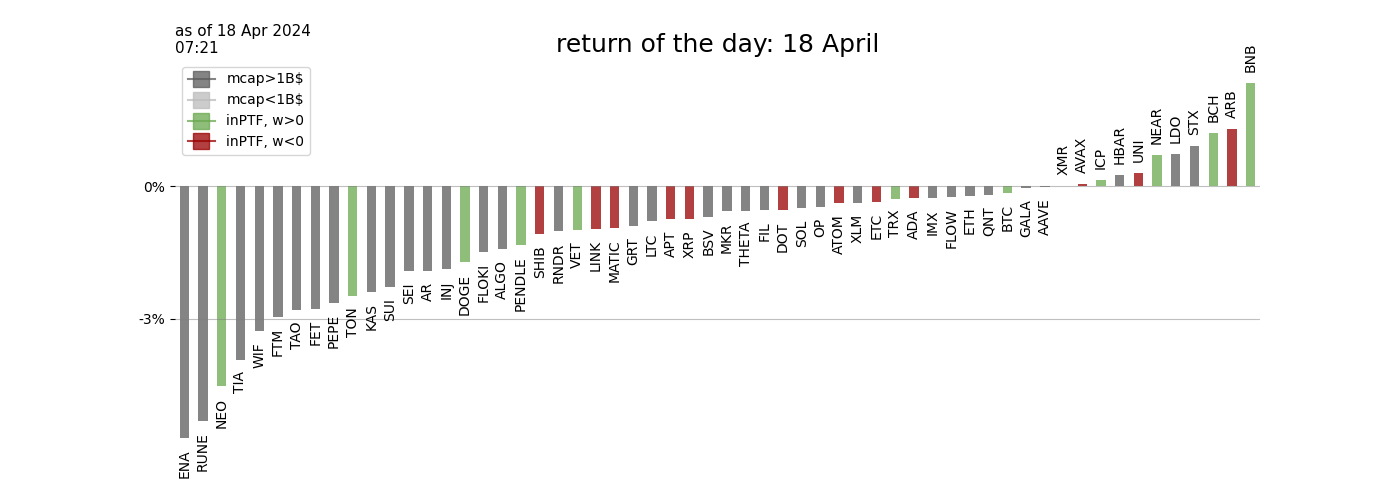 as of 18 Apr 2024
07:21
return of the day: 18 April
mcap>1B$
mcap<1B$
inPTF, w>0
inPTF, w<0
0%
-3%
ENA
RUNE
NEO
TIA
WIF
FTM
TAO
FET
PEPE
TON
KAS
SUI
SEI
AR
INJ
DOGE
FLOKI
ALGO
PENDLE
SHIB
RNDR
VET
LINK
MATIC
GRT
LTC
APT
XRP
BSV
MKR
THETA
FIL
DOT
SOL
OP
ATOM
XLM
ETC
TRX
ADA
IMX
FLOW
ETH
QNT
BTC
GALA
AAVE
XMR
AVAX
ICP
HBAR
UNI
NEAR
LDO
STX
BCH
ARB
BNB